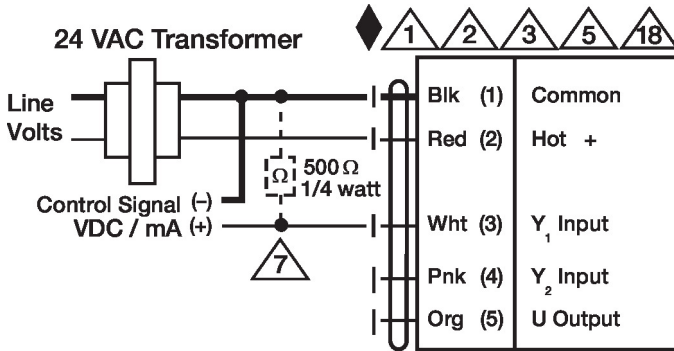 24 VAC Transformer
1 2 3 5 18
Line
Volts
Blk (1) Common
Red (2) Hot +
Ω 500 Ω
1/4 watt
Control Signal (-)
VDC / mA (+)
Wht (3) Y1 Input
7
Pnk (4) Y2 Input
Org (5) U Output